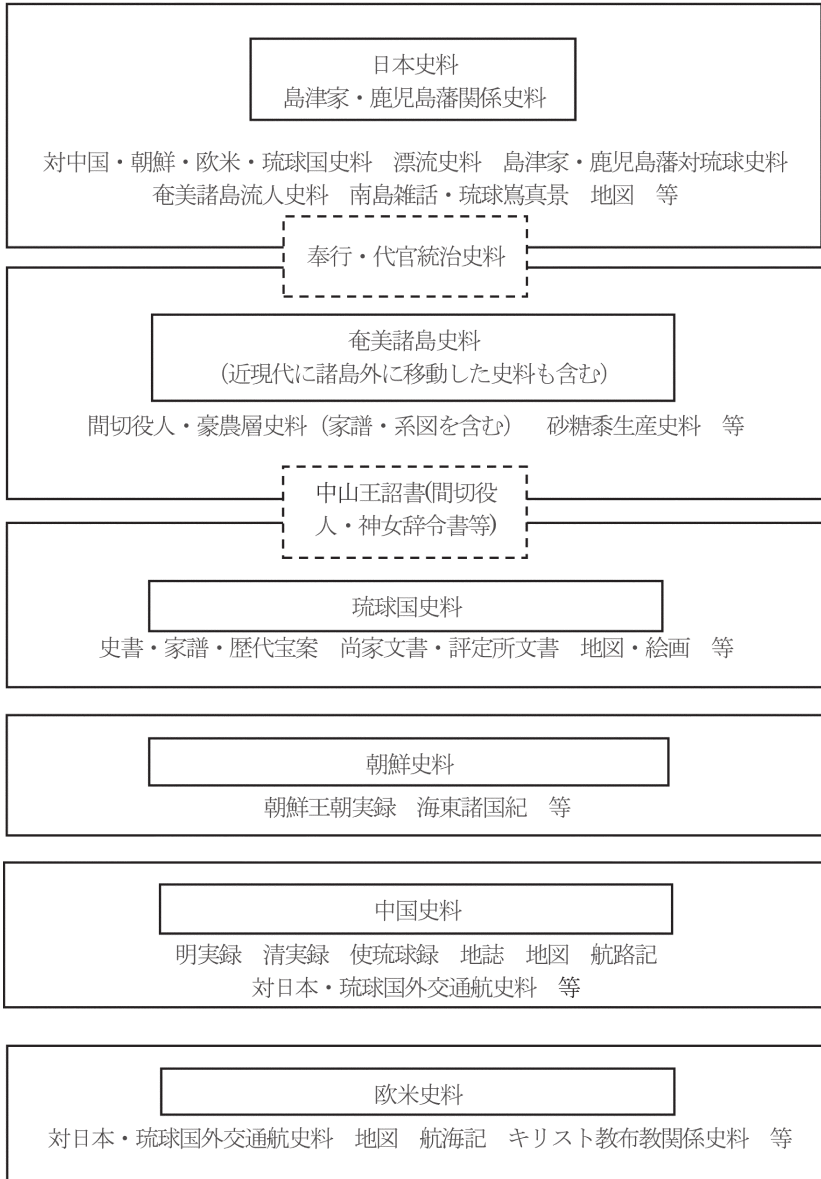 日本史料
島津家・鹿児島藩関係史料
対中国・朝鮮・欧米・琉球国史料　漂流史料　島津家・鹿児島藩対琉球史料
奄美諸島流人史料　南島雑話・琉球嶌真景　地図　等
奉行・代官統治史料
奄美諸島史料
（近現代に諸島外に移動した史料も含む）
間切役人・豪農層史料（家譜・系図を含む）　砂糖黍生産史料　等
中山王詔書(間切役
人・神女辞令書等)
琉球国史料
史書・家譜・歴代宝案　尚家文書・評定所文書　地図・絵画　等
朝鮮史料
朝鮮王朝実録　海東諸国紀　等
中国史料
明実録　清実録　使琉球録　地誌　地図　航路記
対日本・琉球国外交通航史料　等
欧米史料
対日本・琉球国外交通航史料　地図　航海記　キリスト教布教関係史料　等